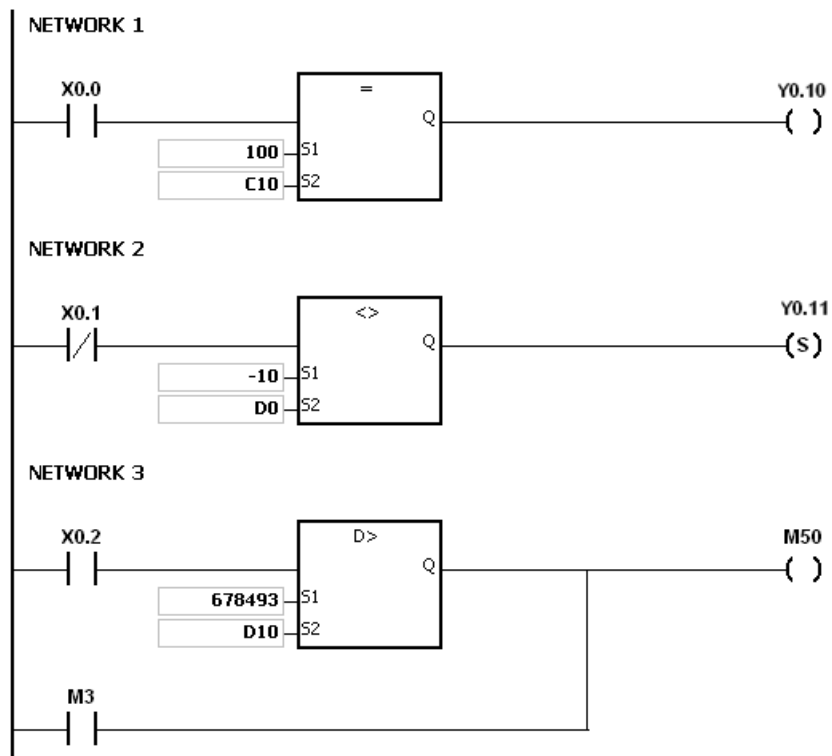 NETWORK 1
X0.0
=
Y0.10
Q
100 S1
C10 S2
NETWORK 2
X0.1
<>
Y0.11
Q
(S)
-10 S1
D0 S2
NETWORK 3
X0.2
D>
M50
Q
678493 S1
D10 S2
M3